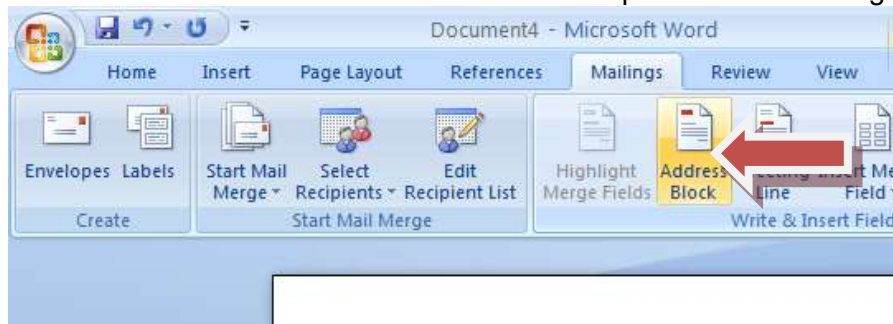 Document4 - Microsoft Word
Home Insert Page Layout References Mailings Review View
Envelopes Labels Start Mail Select Edit Highlight Address Insert
Merge Recipients Recipient List Merge Fields Block Line Field
Create Start Mail Merge Write & Insert